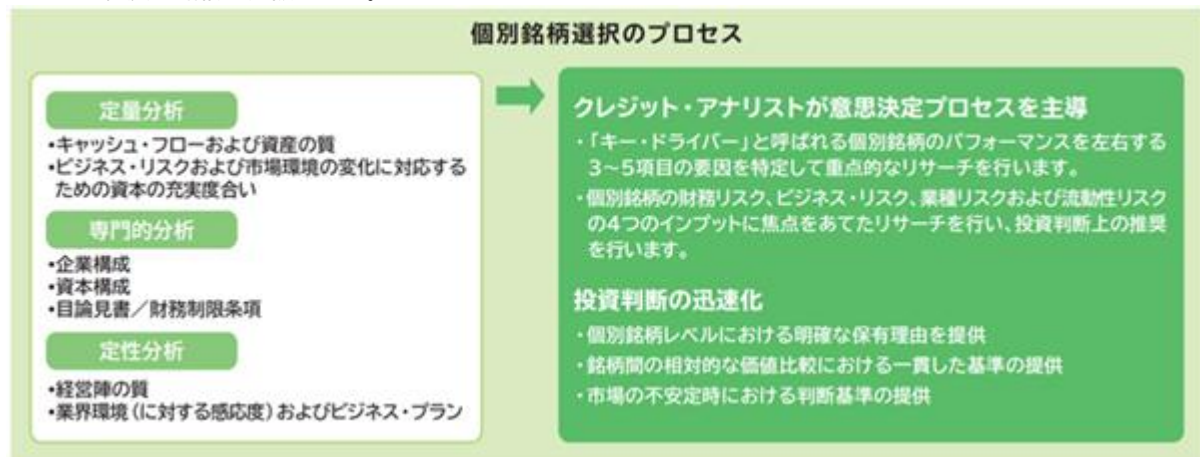 個別銘柄選択のプロセス
定量分析
•キャッシュ・フローおよび資産の質
•ビジネス・リスクおよび市場環境の変化に対応する
ための資本の充実度合い
専門的分析
•企業構成
•資本構成
•目論見書／財務制限条項
定性分析
•経営陣の質
•業界環境（に対する感応度）およびビジネス・プラン
クレジット・アナリストが意思決定プロセスを主導
・「キー・ドライバー」と呼ばれる個別銘柄のパフォーマンスを左右する
3～5項目の要因を特定して重点的なリサーチを行います。
・個別銘柄の財務リスク、ビジネス・リスク、業種リスクおよび流動性リスク
の4つのインプットに焦点をあてたリサーチを行い、投資判断上の推奨
を行います。
投資判断の迅速化
・個別銘柄レベルにおける明確な保有理由を提供
・銘柄間の相対的な価値比較における一貫した基準の提供
・市場の不安定時における判断基準の提供